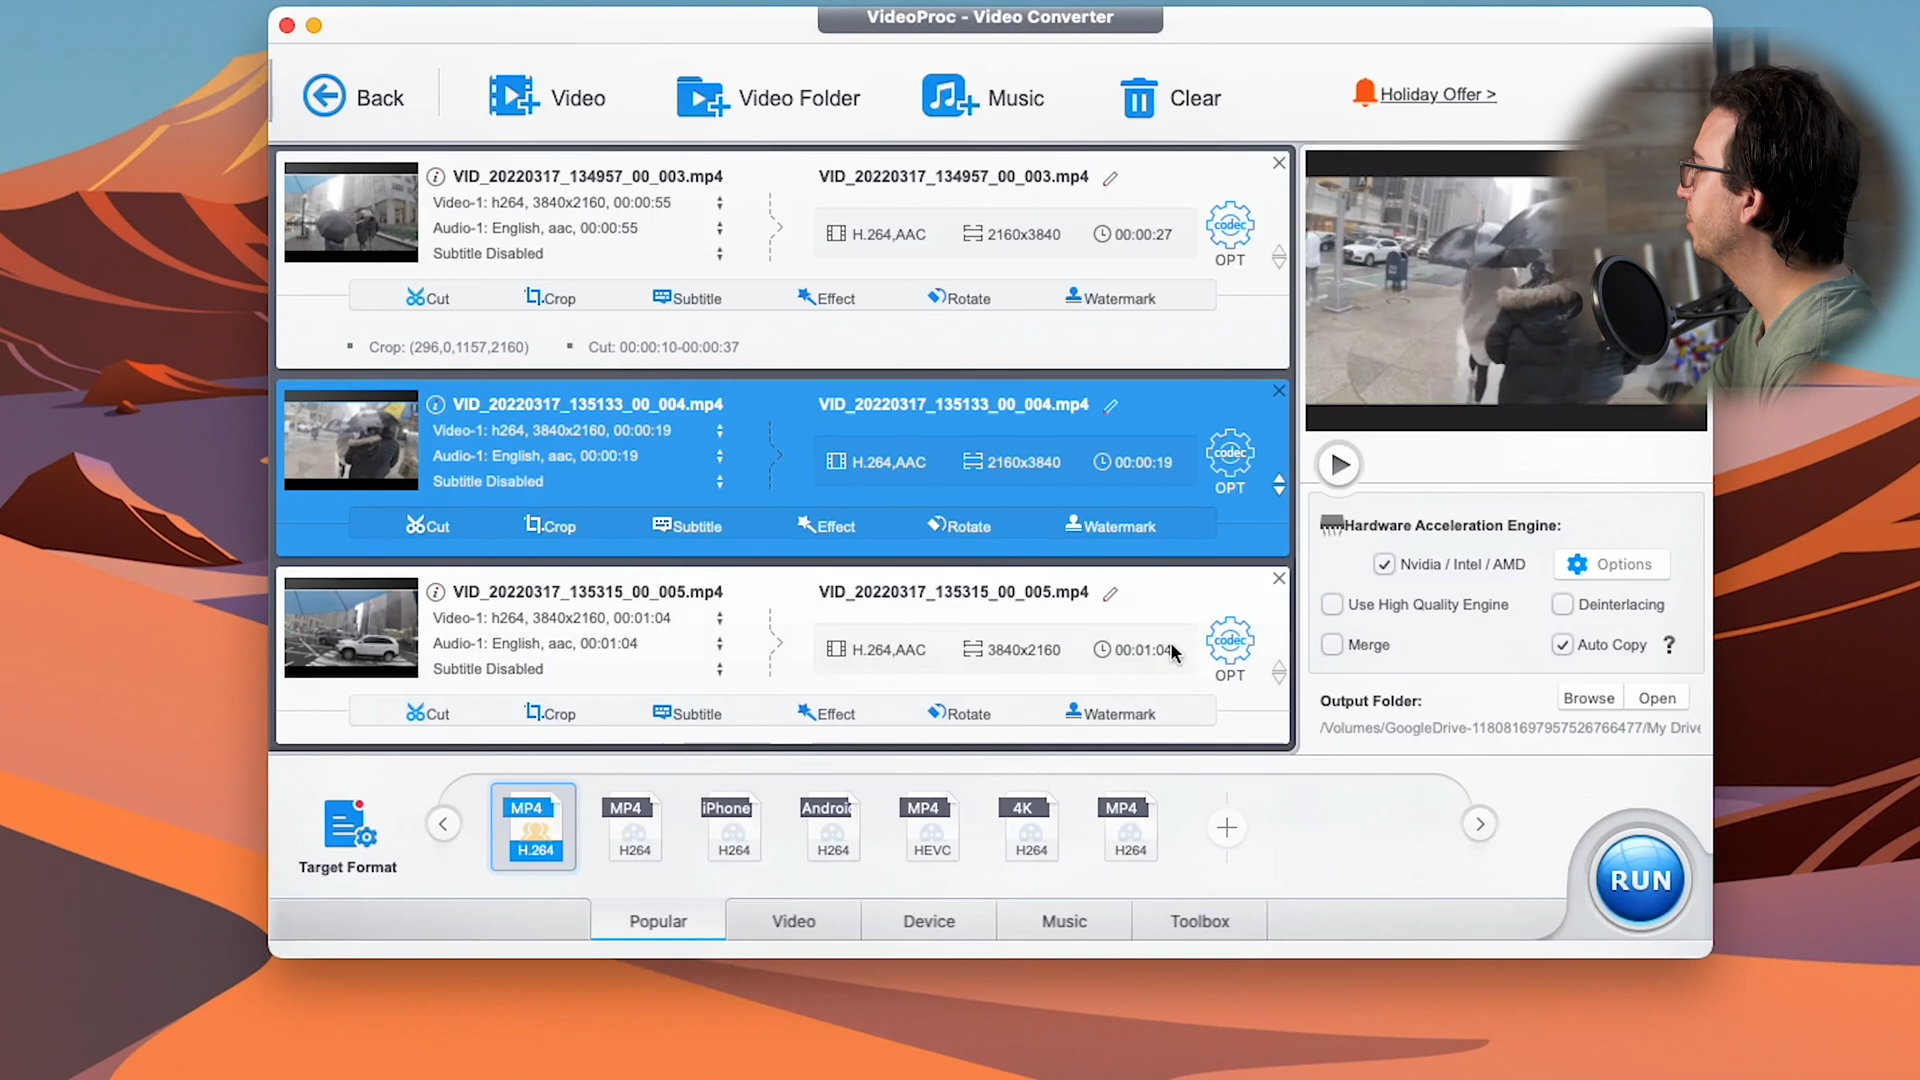 VideoProc - Video Converter
Back
Video
Video Folder
Music
Clear
Holiday Offer >
VID_20220317_134957_00_003.mp4
Video-1: h264, 3840x2160, 00:00:55
Audio-1: English, aac, 00:00:55
Subtitle Disabled
VID_20220317_134957_00_003.mp4
H.264,AAC
2160x3840
00:00:27
codec
OPT
Cut
Crop
Subtitle
Effect
Rotate
Watermark
Crop: (296,0,1157,2160)
Cut: 00:00:10-00:00:37
VID_20220317_135133_00_004.mp4
Video-1: h264, 3840x2160, 00:00:19
Audio-1: English, aac, 00:00:19
Subtitle Disabled
VID_20220317_135133_00_004.mp4
H.264,AAC
2160x3840
00:00:19
codec
OPT
Cut
Crop
Subtitle
Effect
Rotate
Watermark
VID_20220317_135315_00_005.mp4
Video-1: h264, 3840x2160, 00:01:04
Audio-1: English, aac, 00:01:04
Subtitle Disabled
VID_20220317_135315_00_005.mp4
H.264,AAC
3840x2160
00:01:04
codec
OPT
Cut
Crop
Subtitle
Effect
Rotate
Watermark
Hardware Acceleration Engine:
Nvidia / Intel / AMD
Options
Use High Quality Engine
Deinterlacing
Merge
Auto Copy ?
Output Folder:
Browse
Open
/Volumes/GoogleDrive-118081697957526766477/My Drive
Target Format
MP4
H.264
MP4
H264
iPhone
H264
Android
H264
MP4
HEVC
4K
H264
MP4
H264
RUN
Popular
Video
Device
Music
Toolbox